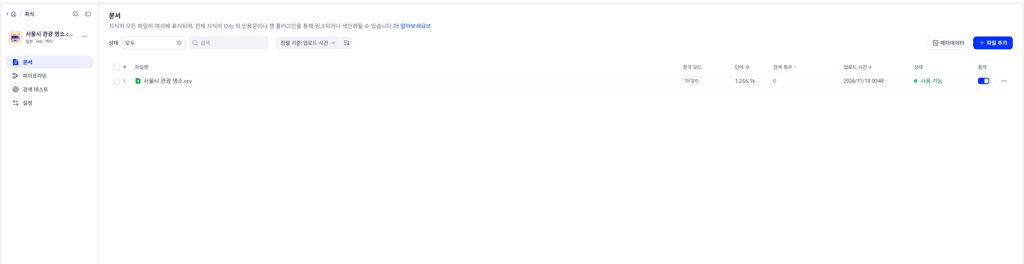 지식
서울시 관광 명소.c...
일반 · HQ · 벡터
문서
파이프라인
검색 테스트
설정
문서
지식의 모든 파일이 여기에 표시되며, 전체 지식이 Dify 의 인용문이나 챗 플러그인을 통해 링크되거나 색인화될 수 있습니다. 더 알아보세요
상태 모두 검색 정렬 기준: 업로드 시간 메타데이터 + 파일 추가
# 파일명 청크 모드 단어 수 검색 횟수 업로드 시간 상태 동작
1 서울시 관광 명소.csv 일반 1,256.1k 0 2026/11/18 00:48 사용 가능